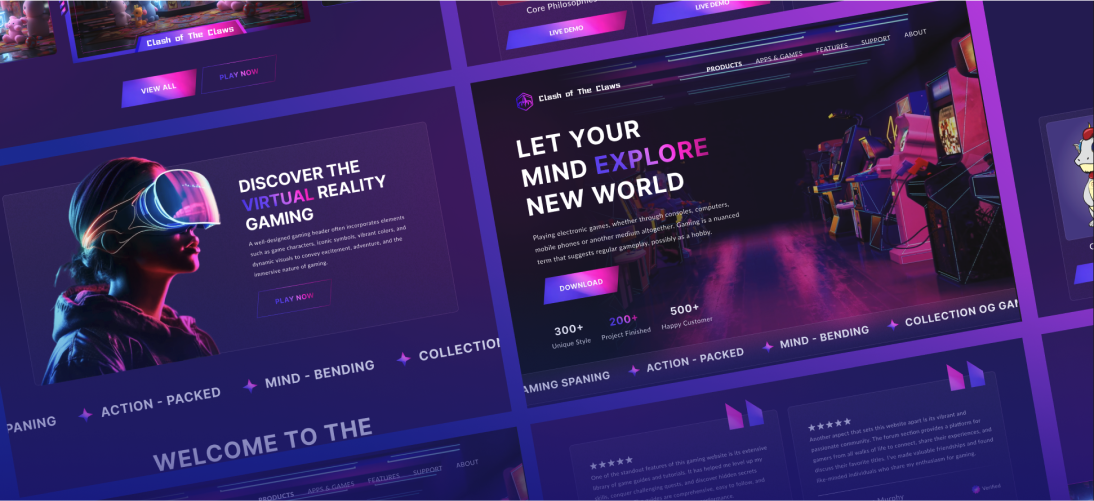 Clash of The Claws
VIEW ALL
PLAY NOW
Core Philosophies
LIVE DEMO
LIVE DEMO
DISCOVER THE
VIRTUAL REALITY
GAMING
A well-designed gaming header often incorporates elements
such as game characters, iconic symbols, vibrant colors, and
dynamic visuals to convey excitement, adventure, and the
immersive nature of gaming.
PLAY NOW
PANING ACTION - PACKED MIND - BENDING COLLECTION
WELCOME TO THE
PRODUCTS APPS & GAMES FEATURES SUPPORT ABOUT
Clash of The Claws
PRODUCTS APPS & GAMES FEATURES SUPPORT ABOUT
LET YOUR
MIND EXPLORE
NEW WORLD
Playing electronic games, whether through consoles, computers,
mobile phones or another medium altogether. Gaming is a nuanced
term that suggests regular gameplay, possibly as a hobby.
DOWNLOAD
300+
Unique Style
200+
Project Finished
500+
Happy Customer
AMING SPANING ACTION - PACKED MIND - BENDING COLLECTION OG GAM
One of the standout features of this gaming website is its extensive
library of game guides and tutorials. It has helped me level up my
skills, conquer challenging quests, and discover hidden secrets
guides are comprehensive, easy to follow, and
Another aspect that sets this website apart is its vibrant and
passionate community. The forum section provides a platform for
gamers from all walks of life to connect, share their experiences, and
discuss their favorite titles. I've made valuable friendships and found
like-minded individuals who share my enthusiasm for gaming.
Murphy